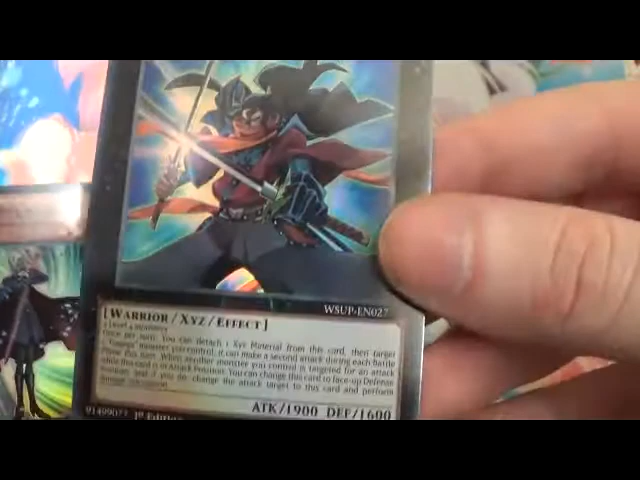 WSUP-EN027
[WARRIOR / XYZ / EFFECT]
2 Level 4 monsters
Once per turn: You can detach 1 Xyz Material from this card, then target
1 monster you control; it can make a second attack during each Battle
Phase this turn. When another monster you control is targeted for an attack
while this card is in Attack Position: You can change this card to face-up Defense
Position, and if you do, change the attack target to this card and perform
damage calculation.
ATK/1900 DEF/1600
1st Edition